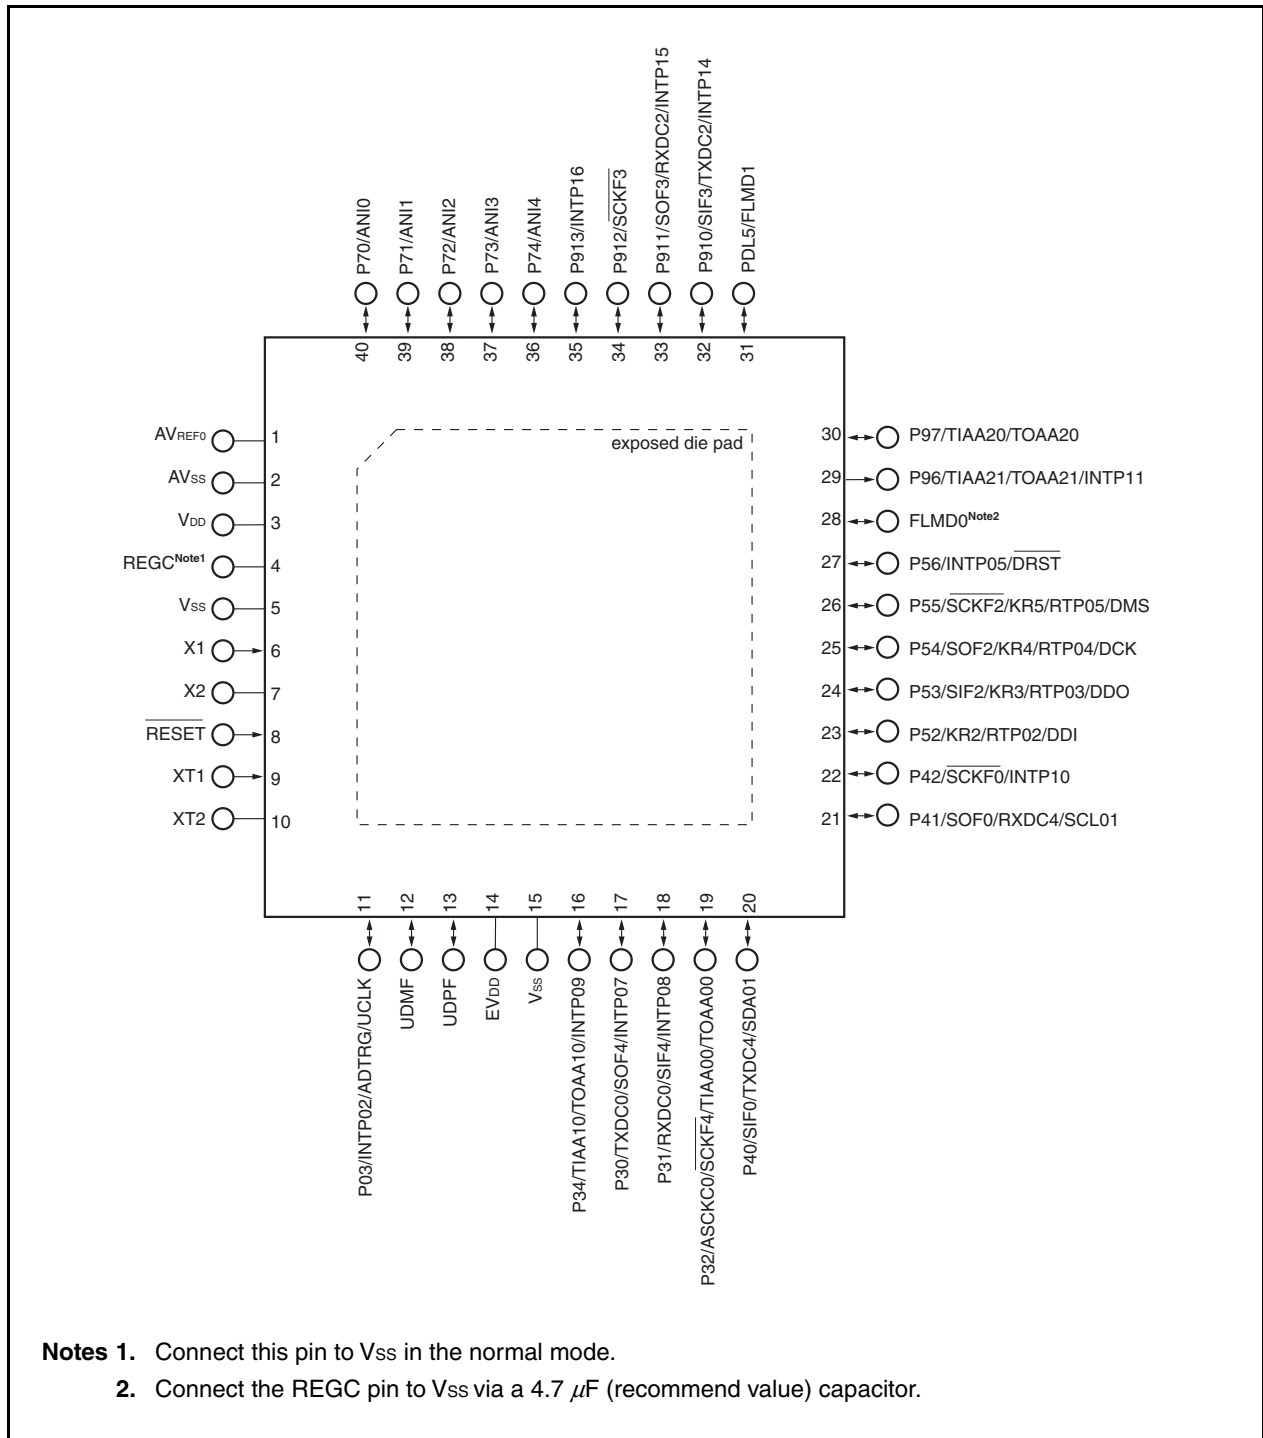 P70/ANI0
P71/ANI1
P72/ANI2
P73/ANI3
P74/ANI4
P913/INTP16
P912/SCKF3
P911/SOF3/RXDC2/INTP15
P910/SIF3/TXDC2/INTP14
PDL5/FLMD1
40
39
38
37
36
35
34
33
32
31
AVREF0
1
AVSS
2
VDD
3
REGCNote1
4
VSS
5
X1
6
X2
7
RESET
8
XT1
9
XT2
10
exposed die pad
30
P97/TIAA20/TOAA20
29
P96/TIAA21/TOAA21/INTP11
28
FLMD0Note2
27
P56/INTP05/DRST
26
P55/SCKF2/KR5/RTP05/DMS
25
P54/SOF2/KR4/RTP04/DCK
24
P53/SIF2/KR3/RTP03/DDO
23
P52/KR2/RTP02/DDI
22
P42/SCKF0/INTP10
21
P41/SOF0/RXDC4/SCL01
11
12
13
14
15
16
17
18
19
20
P03/INTP02/ADTRG/UCLK
UDMF
UDPF
EVDD
VSS
P34/TIAA10/TOAA10/INTP09
P30/TXDC0/SOF4/INTP07
P31/RXDC0/SIF4/INTP08
P32/ASCKC0/SCKF4/TIAA00/TOAA00
P40/SIF0/TXDC4/SDA01
Notes 1. Connect this pin to VSS in the normal mode.
2. Connect the REGC pin to VSS via a 4.7 μF (recommend value) capacitor.